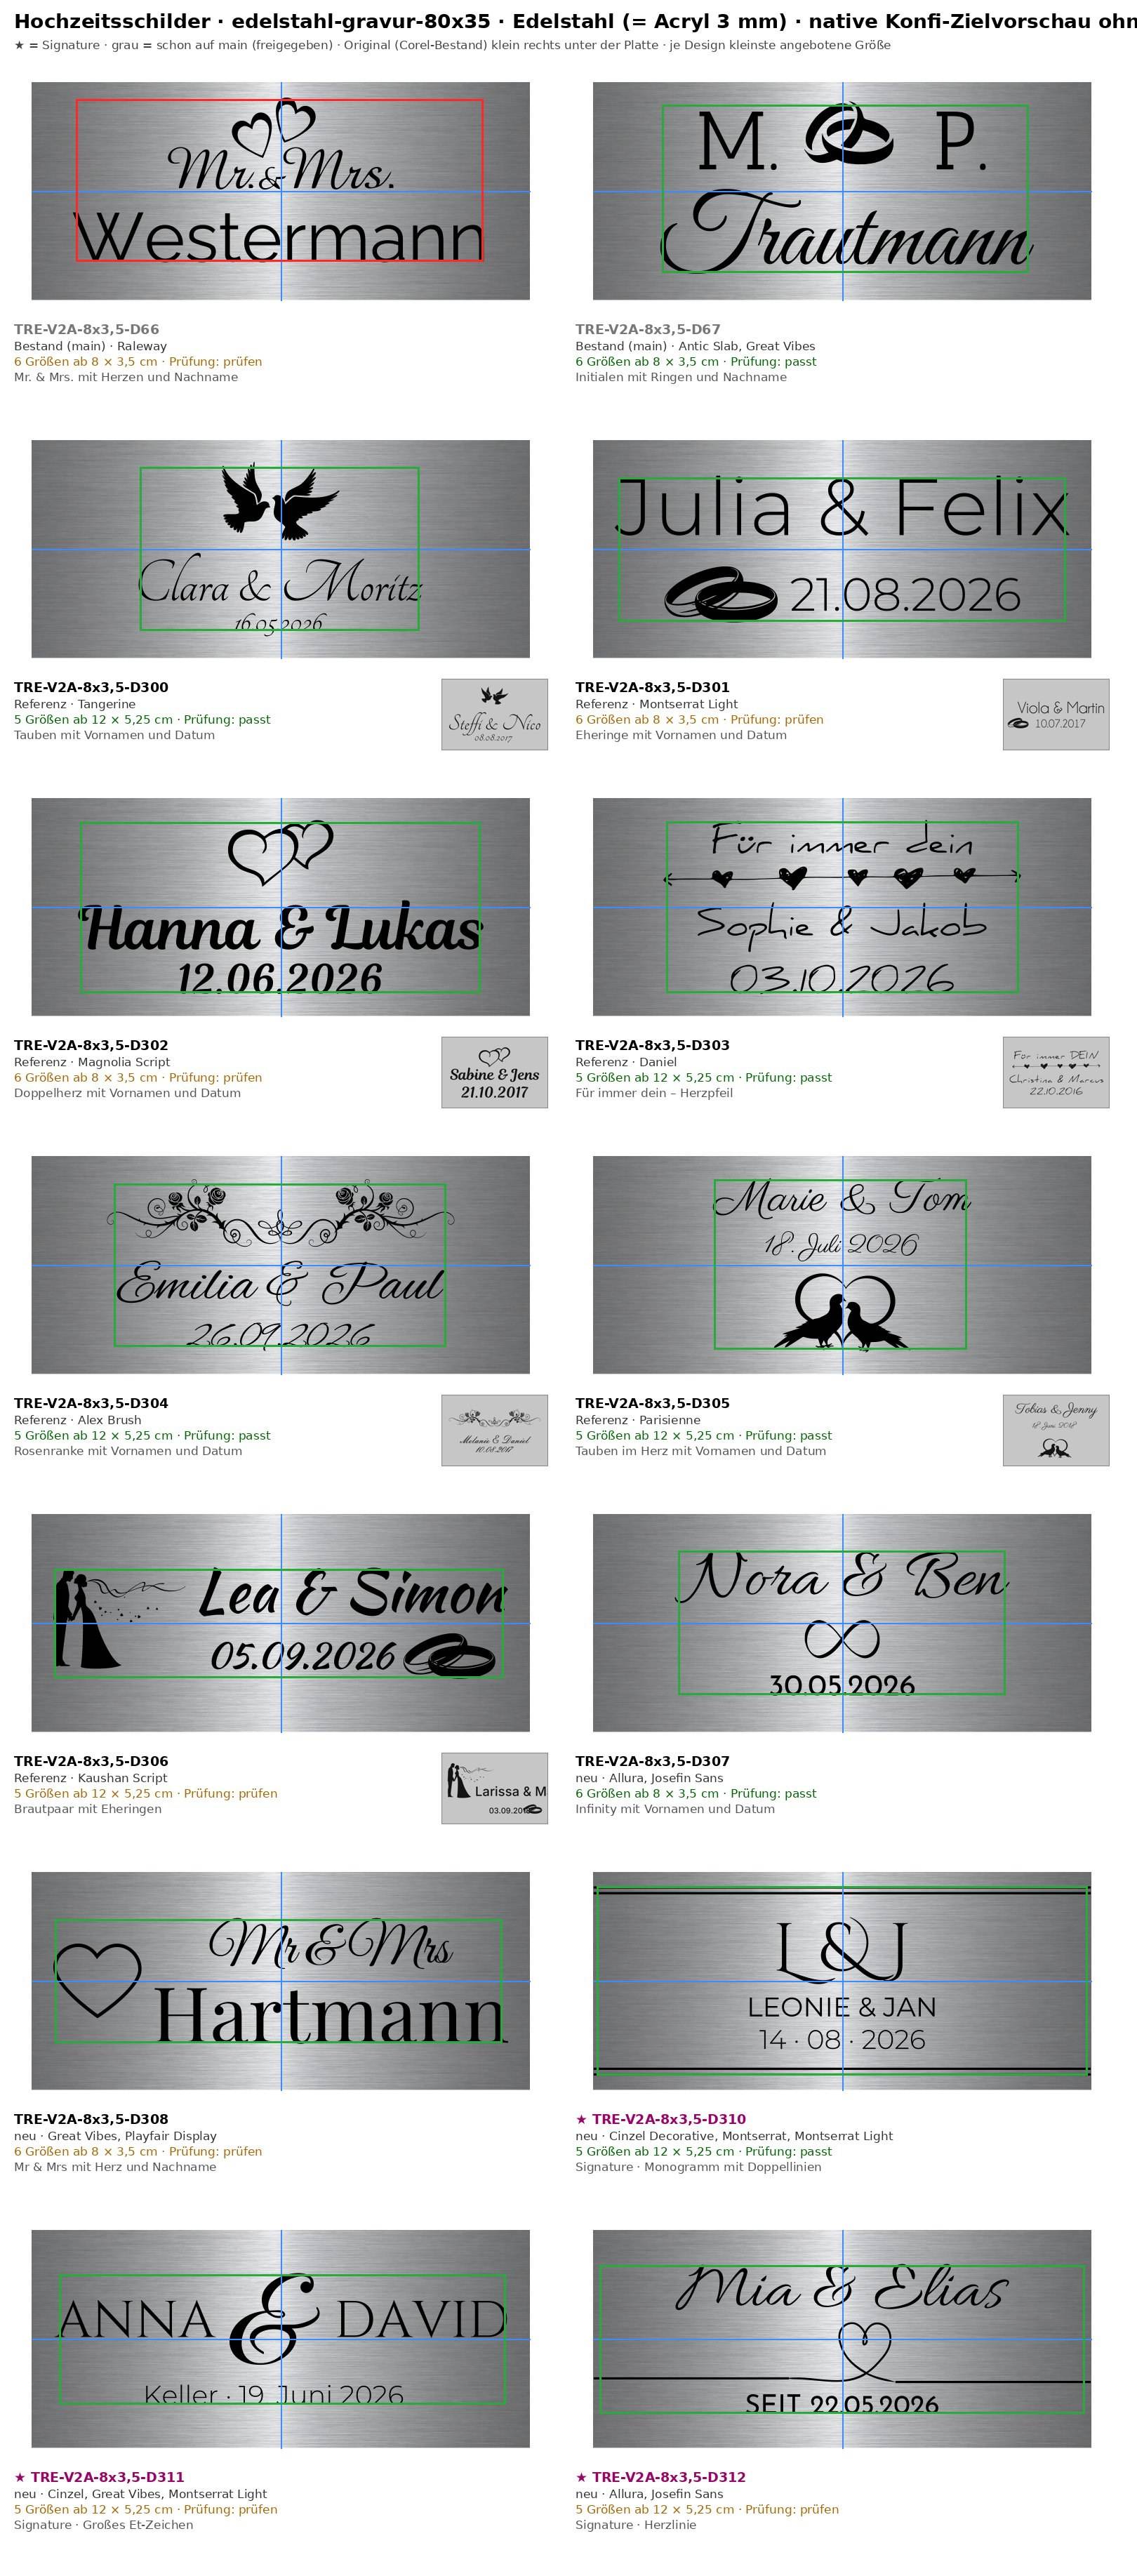 Hochzeitsschilder · edelstahl-gravur-80x35 · Edelstahl (= Acryl 3 mm) · native Konfi-Zielvorschau ohn
★ = Signature · grau = schon auf main (freigegeben) · Original (Corel-Bestand) klein rechts unter der Platte · je Design kleinste angebotene Größe
Mr. & Mrs.
Westermann
M. P.
Trautmann
TRE-V2A-8x3,5-D66
Bestand (main) · Raleway
6 Größen ab 8 × 3,5 cm · Prüfung: prüfen
Mr. & Mrs. mit Herzen und Nachname
TRE-V2A-8x3,5-D67
Bestand (main) · Antic Slab, Great Vibes
6 Größen ab 8 × 3,5 cm · Prüfung: passt
Initialen mit Ringen und Nachname
Clara & Moritz
16.05.2026
Julia & Felix
21.08.2026
TRE-V2A-8x3,5-D300
Referenz · Tangerine
5 Größen ab 12 × 5,25 cm · Prüfung: passt
Tauben mit Vornamen und Datum
Steffi & Nico
08.08.2017
TRE-V2A-8x3,5-D301
Referenz · Montserrat Light
6 Größen ab 8 × 3,5 cm · Prüfung: prüfen
Eheringe mit Vornamen und Datum
Viola & Martin
10.07.2017
Hanna & Lukas
12.06.2026
Für immer dein
Sophie & Jakob
03.10.2026
TRE-V2A-8x3,5-D302
Referenz · Magnolia Script
6 Größen ab 8 × 3,5 cm · Prüfung: prüfen
Doppelherz mit Vornamen und Datum
Sabine & Jens
21.10.2017
TRE-V2A-8x3,5-D303
Referenz · Daniel
5 Größen ab 12 × 5,25 cm · Prüfung: passt
Für immer dein – Herzpfeil
Für immer DEIN
Christina & Marcus
22.10.2016
Emilia & Paul
26.09.2026
Marie & Tom
18. Juli 2026
TRE-V2A-8x3,5-D304
Referenz · Alex Brush
5 Größen ab 12 × 5,25 cm · Prüfung: passt
Rosenranke mit Vornamen und Datum
Melanie & Daniel
10.08.2017
TRE-V2A-8x3,5-D305
Referenz · Parisienne
5 Größen ab 12 × 5,25 cm · Prüfung: passt
Tauben im Herz mit Vornamen und Datum
Tobias & Jenny
Lea & Simon
05.09.2026
Nora & Ben
30.05.2026
TRE-V2A-8x3,5-D306
Referenz · Kaushan Script
5 Größen ab 12 × 5,25 cm · Prüfung: prüfen
Brautpaar mit Eheringen
Larissa & M
TRE-V2A-8x3,5-D307
neu · Allura, Josefin Sans
6 Größen ab 8 × 3,5 cm · Prüfung: passt
Infinity mit Vornamen und Datum
Mr & Mrs
Hartmann
L&J
LEONIE & JAN
14 · 08 · 2026
TRE-V2A-8x3,5-D308
neu · Great Vibes, Playfair Display
6 Größen ab 8 × 3,5 cm · Prüfung: prüfen
Mr & Mrs mit Herz und Nachname
★ TRE-V2A-8x3,5-D310
neu · Cinzel Decorative, Montserrat, Montserrat Light
5 Größen ab 12 × 5,25 cm · Prüfung: passt
Signature · Monogramm mit Doppellinien
ANNA & DAVID
Keller · 19. Juni 2026
Mia & Elias
SEIT 22.05.2026
★ TRE-V2A-8x3,5-D311
neu · Cinzel, Great Vibes, Montserrat Light
5 Größen ab 12 × 5,25 cm · Prüfung: prüfen
Signature · Großes Et-Zeichen
★ TRE-V2A-8x3,5-D312
neu · Allura, Josefin Sans
5 Größen ab 12 × 5,25 cm · Prüfung: prüfen
Signature · Herzlinie